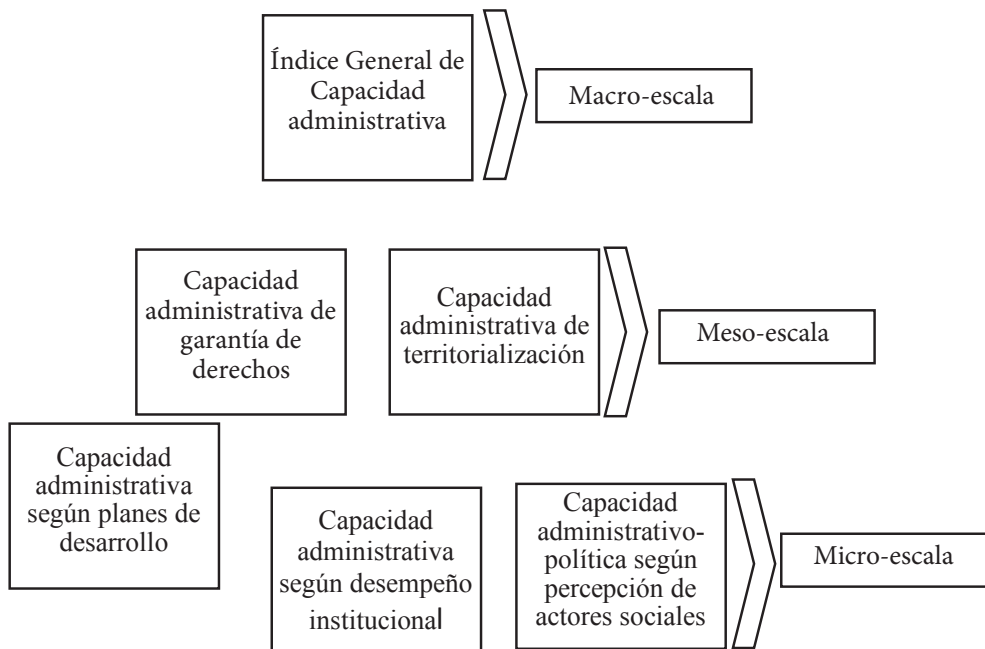 Índice General de
Capacidad
administrativa
Macro-escala
Capacidad
administrativa de
garantía de
derechos
Capacidad
administrativa de
territorialización
Meso-escala
Capacidad
administrativa
según planes de
desarrollo
Capacidad
administrativa
según desempeño
institucional
Capacidad
administrativo-
política según
percepción de
actores sociales
Micro-escala